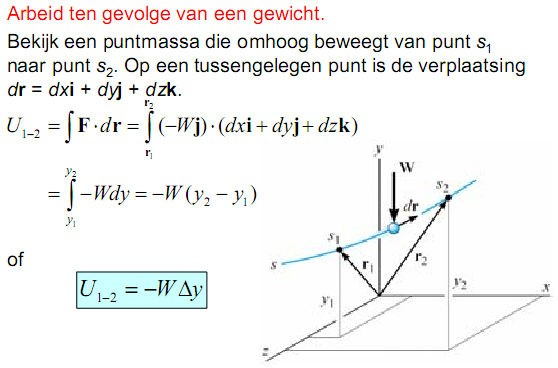 Arbeid ten gevolge van een gewicht.
Bekijk een puntmassa die omhoog beweegt van punt s₁
naar punt s₂. Op een tussengelegen punt is de verplaatsing
dr = dxi + dyj + dzk.
U₁₋₂ = ∫F·dr = ∫_{r₁}^{r₂}(−Wj)·(dxi + dyj + dzk)
= ∫_{y₁}^{y₂}−Wdy = −W(y₂ − y₁)
of
U₁₋₂ = −WΔy
y
W
s₂
dr
s₁
s
r₁
r₂
y₁
y₂
x
z